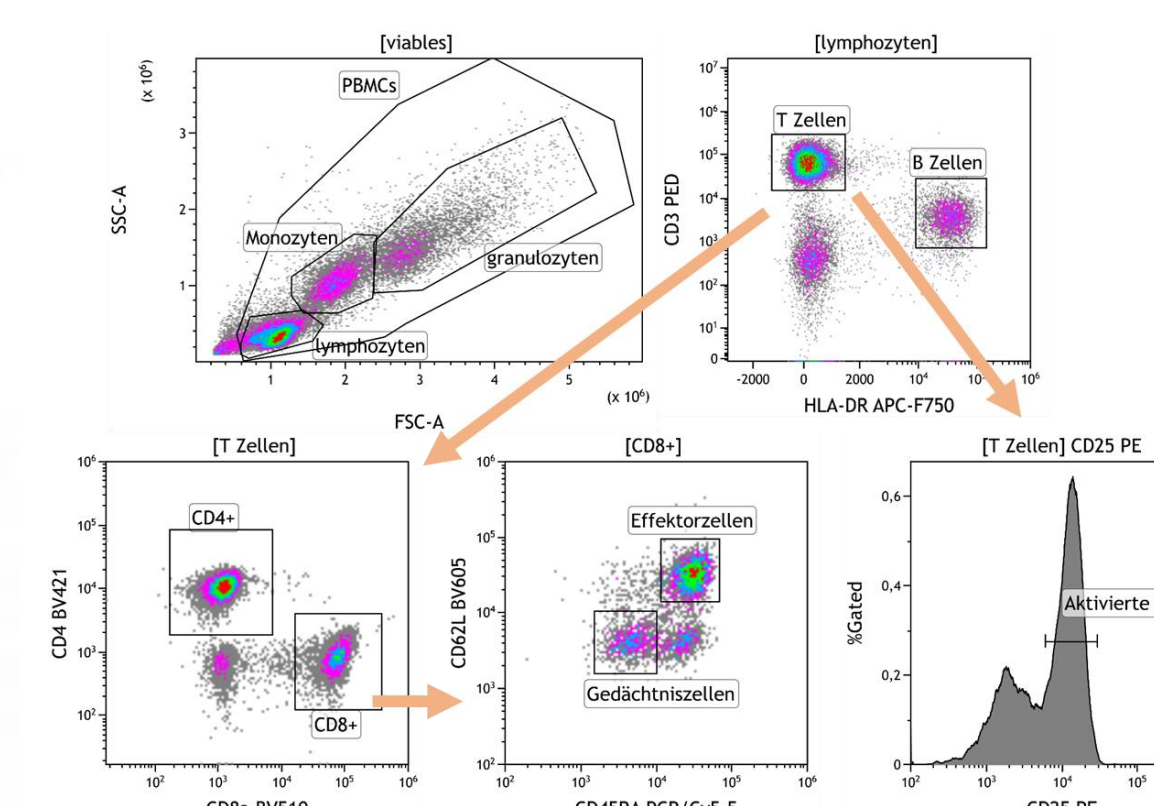 [viables]
(x 10⁶)
SSC-A
3
2
1
PBMCs
Monozyten
granulozyten
lymphozyten
1 2 3 4 5
(x 10⁶)
FSC-A
[lymphozyten]
CD3 PED
10⁷
10⁶
10⁵
10⁴
10³
10²
10¹
0
T Zellen
B Zellen
-2000 0 2000 10⁴ 10⁶
HLA-DR APC-F750
[T Zellen]
CD4 BV421
10⁶
10⁵
10⁴
10³
10²
CD4+
CD8+
10² 10³ 10⁴ 10⁵ 10⁶
[CD8+]
CD62L BV605
10⁶
10⁵
10⁴
10³
10²
Effektorzellen
Gedächtniszellen
10² 10³ 10⁴ 10⁵ 10⁶
[T Zellen] CD25 PE
%Gated
0,6
0,4
0,2
0
Aktivierte
10² 10³ 10⁴ 10⁵
CD25 PE